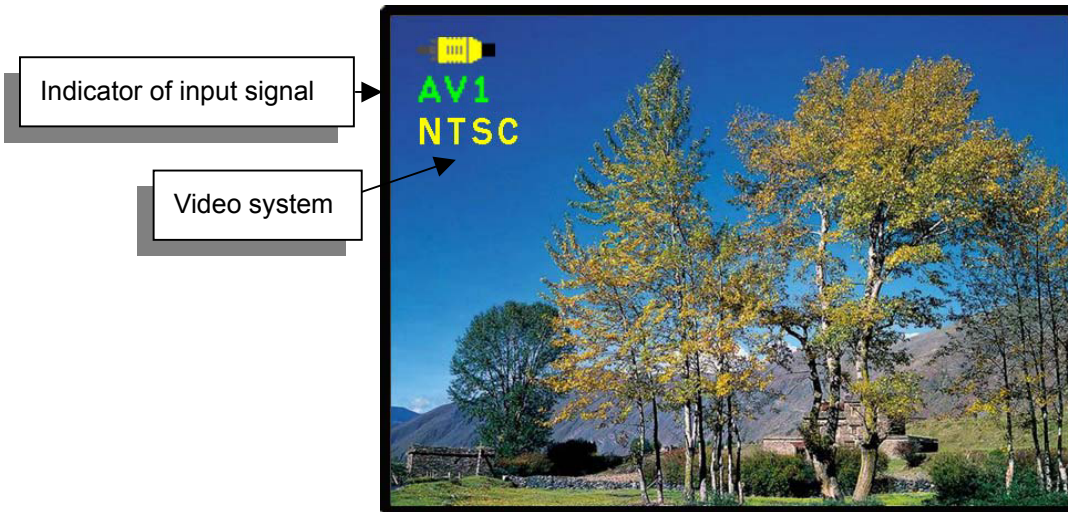 Indicator of input signal
AV1
NTSC
Video system